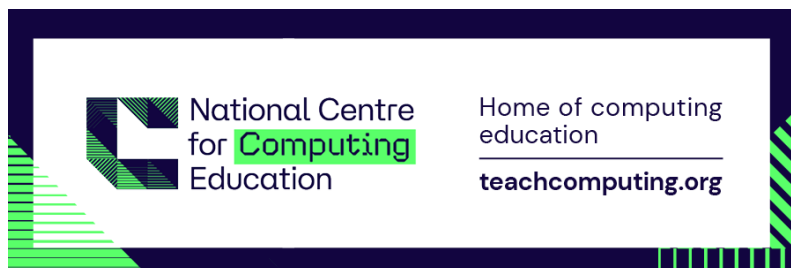 National Centre
for Computing
Education
Home of computing
education
teachcomputing.org